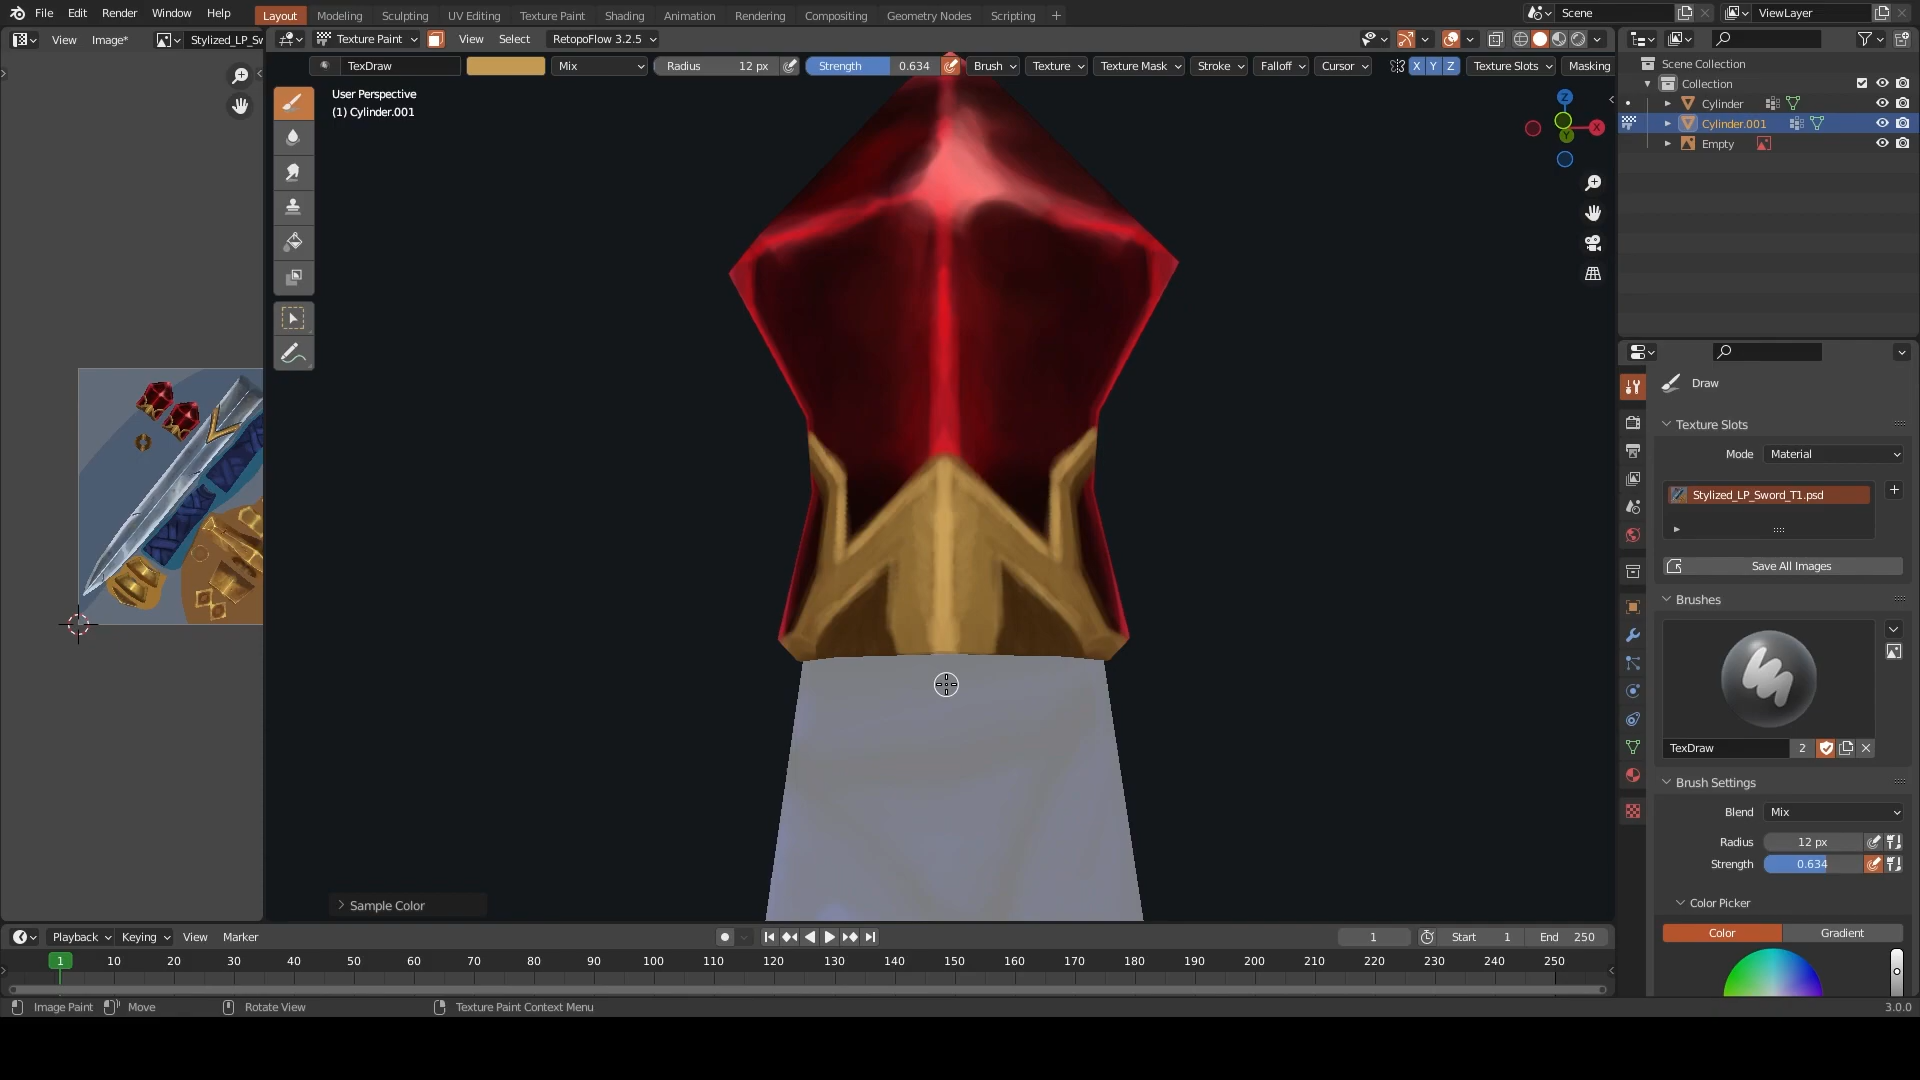 File Edit Render Window Help Layout Modeling Sculpting UV Editing Texture Paint Shading Animation Rendering Compositing Geometry Nodes Scripting + Scene ViewLayer
View Image* Stylized_LP_Sw Texture Paint View Select RetopoFlow 3.2.5
TexDraw Mix Radius 12 px Strength 0.634 Brush Texture Texture Mask Stroke Falloff Cursor X Y Z Texture Slots Masking
Scene Collection
Collection
Cylinder
Cylinder.001
Empty
User Perspective
(1) Cylinder.001
Z
X
Y
Draw
Texture Slots
Mode Material
Stylized_LP_Sword_T1.psd
Save All Images
Brushes
TexDraw 2
Brush Settings
Blend Mix
Radius 12 px
Strength 0.634
Color Picker
Color Gradient
Sample Color
Playback Keying View Marker 1 Start 1 End 250
1 10 20 30 40 50 60 70 80 90 100 110 120 130 140 150 160 170 180 190 200 210 220 230 240 250
Image Paint Move Rotate View Texture Paint Context Menu 3.0.0